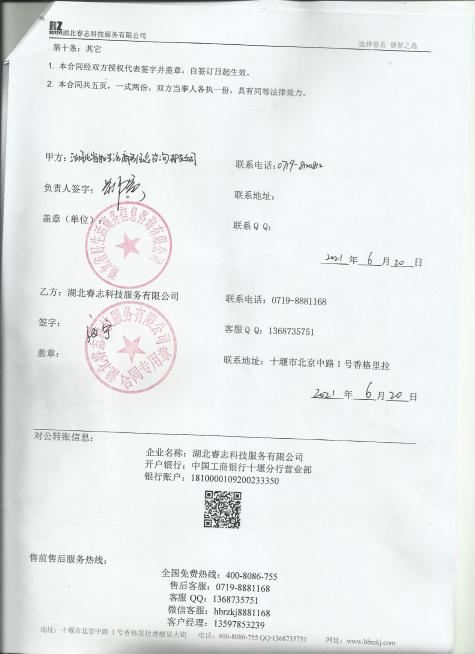 RZ 湖北睿志科技服务有限公司
选择睿志 睿智之选
第十条：其它
1. 本合同经双方授权代表签字并盖章，自签订日起生效。
2. 本合同共五页，一式两份，双方当事人各执一份，具有同等法律效力。
甲方：
联系电话：0719-
负责人签字：
联系地址：
盖章（单位）：
联系QQ：
2021 年 6 月 20 日
乙方：湖北睿志科技服务有限公司
联系电话：0719-8881168
签字：
客服QQ：1368735751
盖章：
联系地址：十堰市北京中路 1 号香格里拉
湖北睿志科技服务有限公司
合同专用章
2021 年 6 月 20 日
对公转账信息：
企业名称：湖北睿志科技服务有限公司
开户银行：中国工商银行十堰分行营业部
银行账户：1810000109200233350
售前售后服务热线：
全国免费热线：400-8086-755
售后客服：0719-8881168
客服 QQ：1368735751
微信客服：hbrzkj8881168
客户经理：13597853239
地址：十堰市北京中路 1 号香格里拉香榭里大街 电话：400-8086-755 QQ:1368735751 网址：www.hbrzkj.com